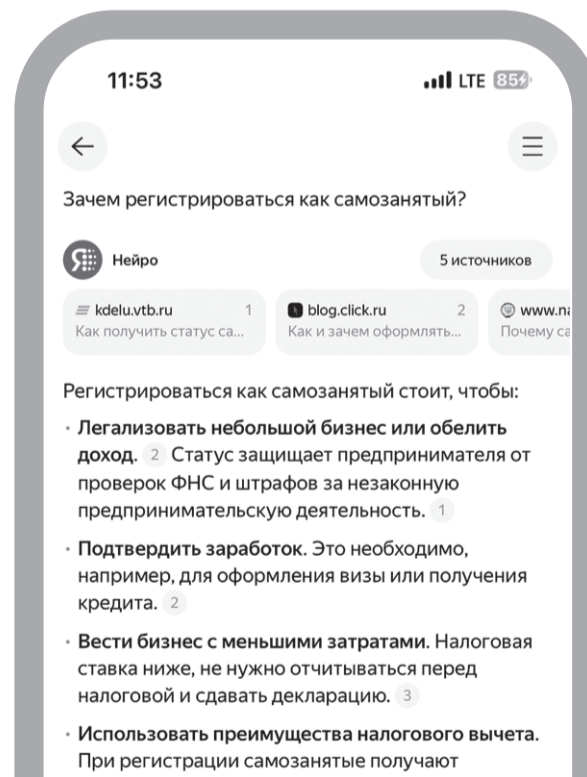 11:53
LTE 85
Зачем регистрироваться как самозанятый?
Нейро
5 источников
kdelu.vtb.ru 1
Как получить статус са...
blog.click.ru 2
Как и зачем оформлять...
www.na
Почему са
Регистрироваться как самозанятый стоит, чтобы:
· Легализовать небольшой бизнес или обелить
доход. 2 Статус защищает предпринимателя от
проверок ФНС и штрафов за незаконную
предпринимательскую деятельность. 1
· Подтвердить заработок. Это необходимо,
например, для оформления визы или получения
кредита. 2
· Вести бизнес с меньшими затратами. Налоговая
ставка ниже, не нужно отчитываться перед
налоговой и сдавать декларацию. 3
· Использовать преимущества налогового вычета.
При регистрации самозанятые получают